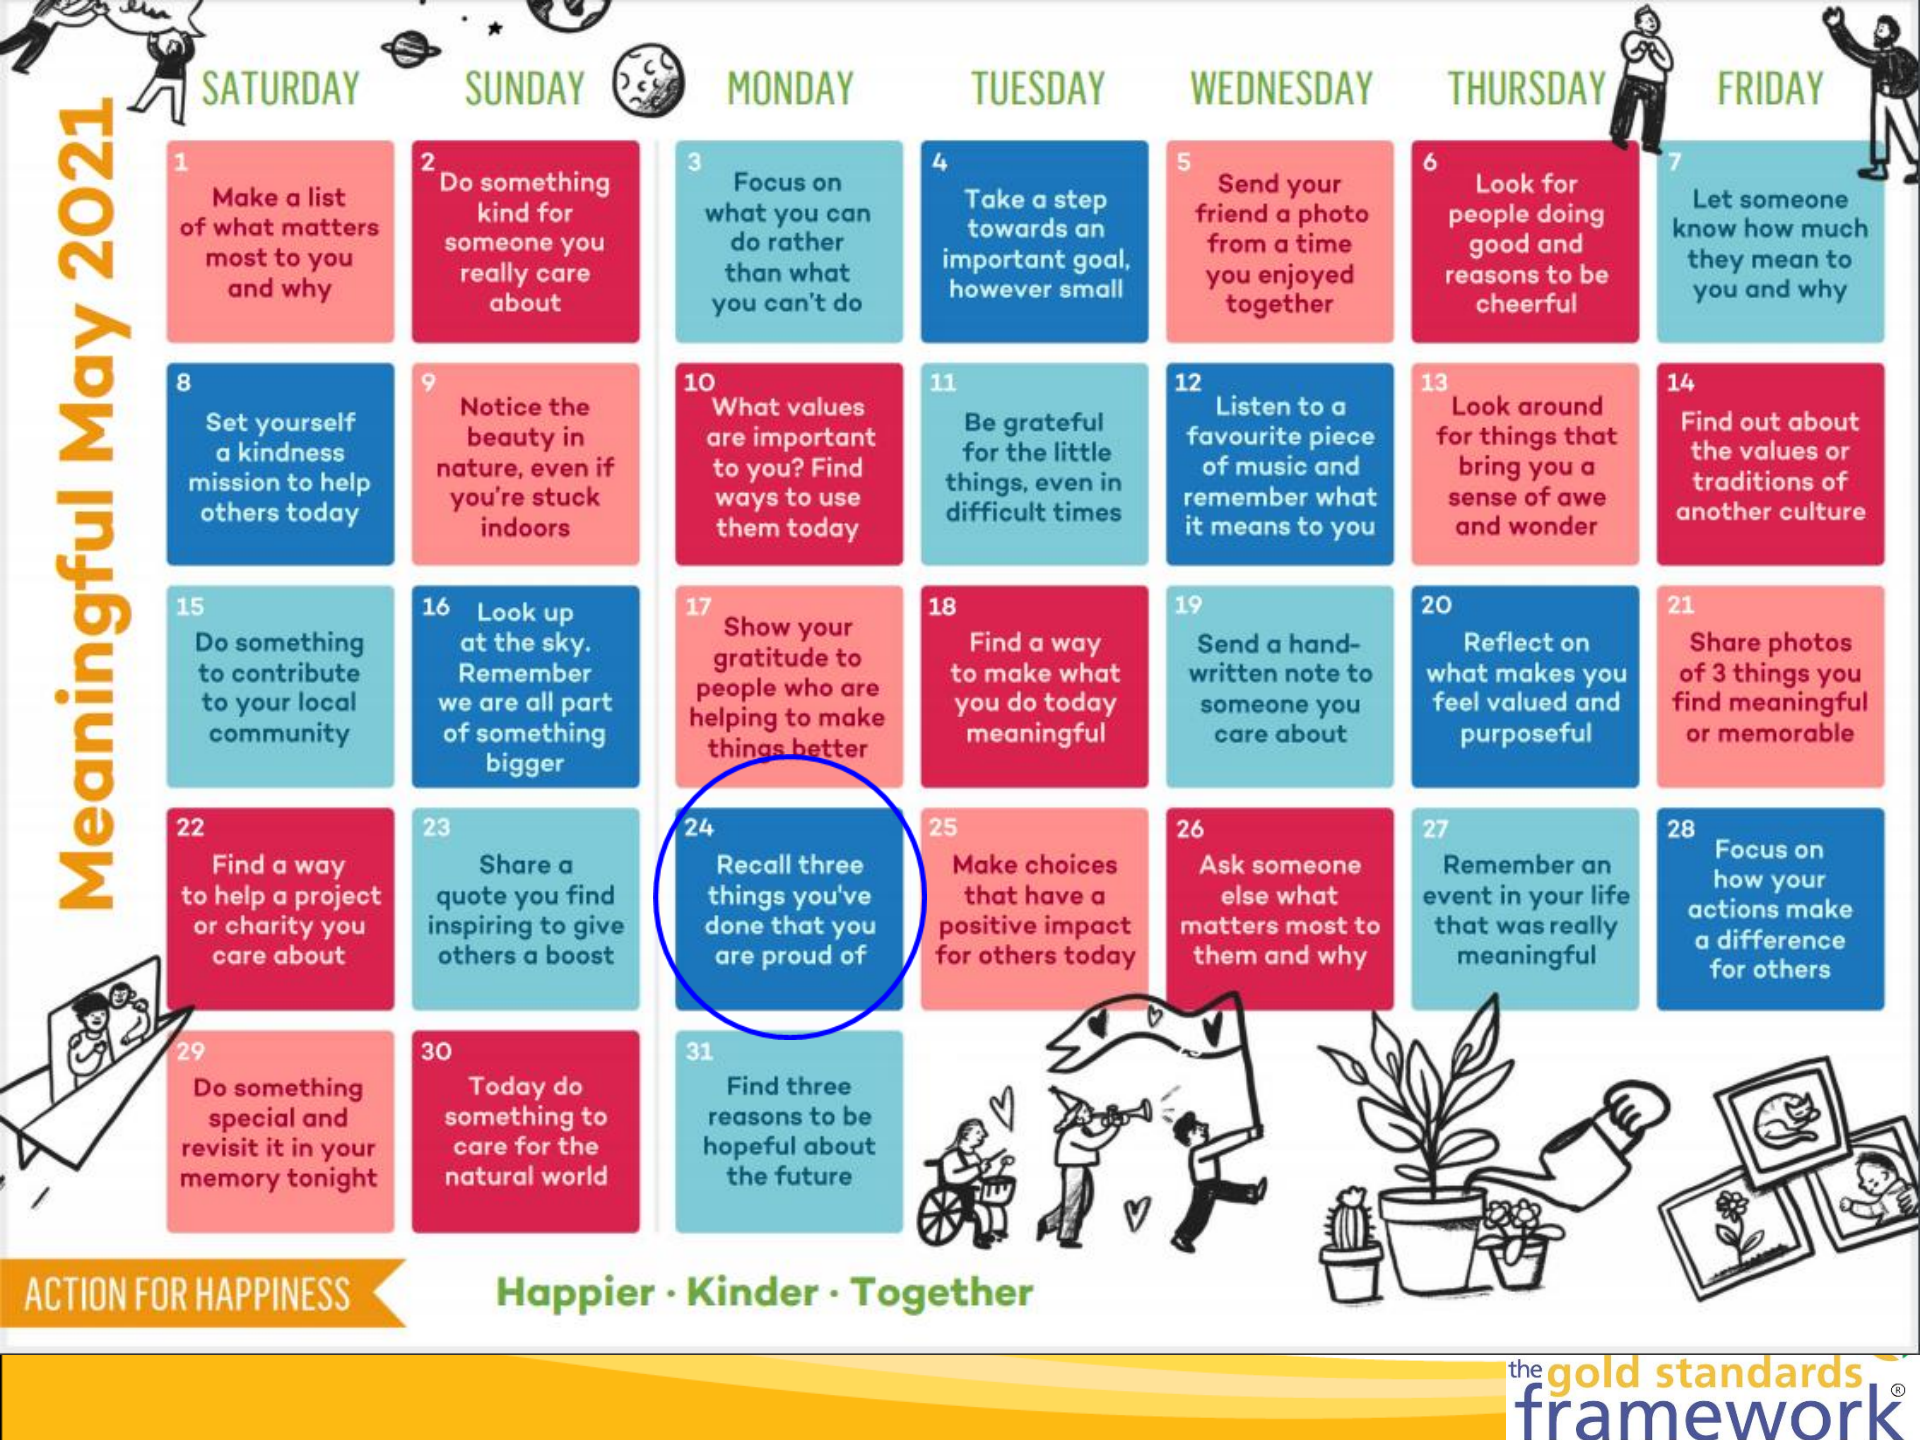 SATURDAY SUNDAY MONDAY TUESDAY WEDNESDAY THURSDAY FRIDAY
Meaningful May 2021
1
Make a list
of what matters
most to you
and why
2
Do something
kind for
someone you
really care
about
3
Focus on
what you can
do rather
than what
you can't do
4
Take a step
towards an
important goal,
however small
5
Send your
friend a photo
from a time
you enjoyed
together
6
Look for
people doing
good and
reasons to be
cheerful
7
Let someone
know how much
they mean to
you and why
8
Set yourself
a kindness
mission to help
others today
9
Notice the
beauty in
nature, even if
you're stuck
indoors
10
What values
are important
to you? Find
ways to use
them today
11
Be grateful
for the little
things, even in
difficult times
12
Listen to a
favourite piece
of music and
remember what
it means to you
13
Look around
for things that
bring you a
sense of awe
and wonder
14
Find out about
the values or
traditions of
another culture
15
Do something
to contribute
to your local
community
16
Look up
at the sky.
Remember
we are all part
of something
bigger
17
Show your
gratitude to
people who are
helping to make
things better
18
Find a way
to make what
you do today
meaningful
19
Send a hand-
written note to
someone you
care about
20
Reflect on
what makes you
feel valued and
purposeful
21
Share photos
of 3 things you
find meaningful
or memorable
22
Find a way
to help a project
or charity you
care about
23
Share a
quote you find
inspiring to give
others a boost
24
Recall three
things you've
done that you
are proud of
25
Make choices
that have a
positive impact
for others today
26
Ask someone
else what
matters most to
them and why
27
Remember an
event in your life
that was really
meaningful
28
Focus on
how your
actions make
a difference
for others
29
Do something
special and
revisit it in your
memory tonight
30
Today do
something to
care for the
natural world
31
Find three
reasons to be
hopeful about
the future
ACTION FOR HAPPINESS
Happier · Kinder · Together
the gold standards
framework®